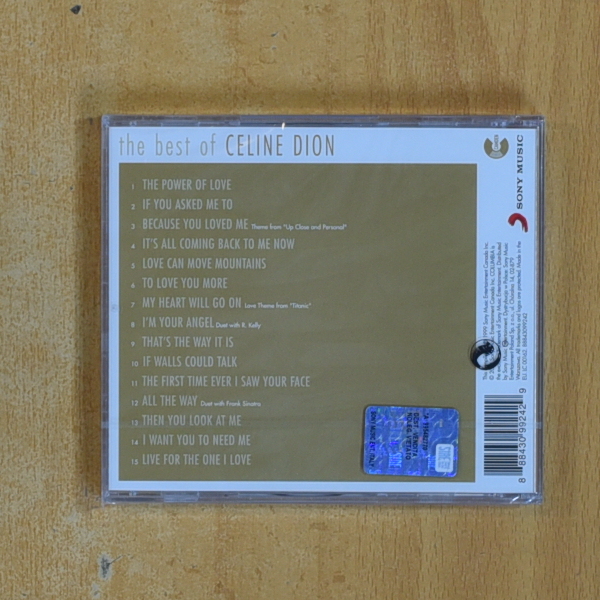 the best of CELINE DION
1 THE POWER OF LOVE
2 IF YOU ASKED ME TO
3 BECAUSE YOU LOVED ME Theme from "Up Close and Personal"
4 IT'S ALL COMING BACK TO ME NOW
5 LOVE CAN MOVE MOUNTAINS
6 TO LOVE YOU MORE
7 MY HEART WILL GO ON Love Theme from "Titanic"
8 I'M YOUR ANGEL Duet with R. Kelly
9 THAT'S THE WAY IT IS
10 IF WALLS COULD TALK
11 THE FIRST TIME EVER I SAW YOUR FACE
12 ALL THE WAY Duet with Frank Sinatra
13 THEN YOU LOOK AT ME
14 I WANT YOU TO NEED ME
15 LIVE FOR THE ONE I LOVE
SONY MUSIC
8 88430 99242 9